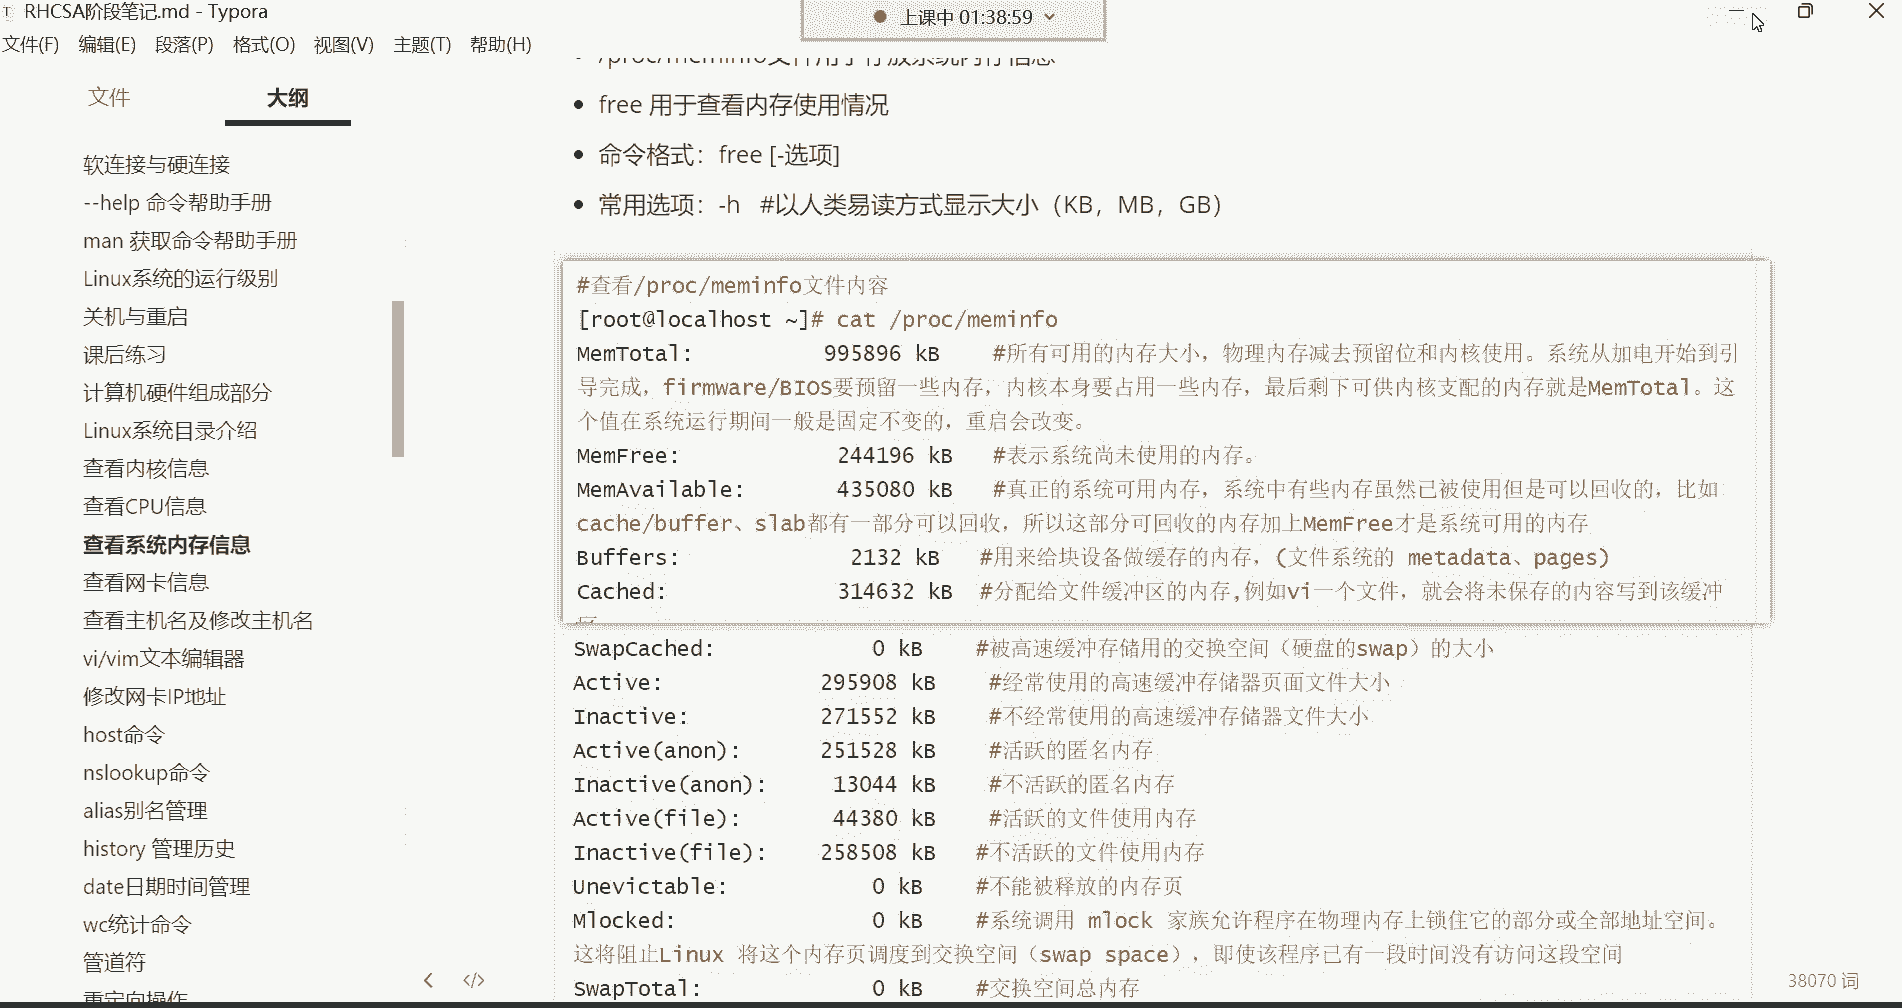 RHCSA阶段笔记.md - Typora
上课中 01:38:59
文件(F) 编辑(E) 段落(P) 格式(O) 视图(V) 主题(T) 帮助(H)
文件 大纲
软连接与硬连接
--help 命令帮助手册
man 获取命令帮助手册
Linux系统的运行级别
关机与重启
课后练习
计算机硬件组成部分
Linux系统目录介绍
查看内核信息
查看CPU信息
查看系统内存信息
查看网卡信息
查看主机名及修改主机名
vi/vim文本编辑器
修改网卡IP地址
host命令
nslookup命令
alias别名管理
history 管理历史
date日期时间管理
wc统计命令
管道符
重定向操作
/proc/meminfo文件用于存放系统内存信息
free 用于查看内存使用情况
命令格式：free [-选项]
常用选项：-h #以人类易读方式显示大小（KB，MB，GB）
#查看/proc/meminfo文件内容
[root@localhost ~]# cat /proc/meminfo
MemTotal: 995896 kB #所有可用的内存大小，物理内存减去预留位和内核使用。系统从加电开始到引
导完成，firmware/BIOS要预留一些内存，内核本身要占用一些内存，最后剩下可供内核支配的内存就是MemTotal。这
个值在系统运行期间一般是固定不变的，重启会改变。
MemFree: 244196 kB #表示系统尚未使用的内存。
MemAvailable: 435080 kB #真正的系统可用内存，系统中有些内存虽然已被使用但是可以回收的，比如
cache/buffer、slab都有一部分可以回收，所以这部分可回收的内存加上MemFree才是系统可用的内存
Buffers: 2132 kB #用来给块设备做缓存的内存，(文件系统的 metadata、pages)
Cached: 314632 kB #分配给文件缓冲区的内存,例如vi一个文件，就会将未保存的内容写到该缓冲
SwapCached: 0 kB #被高速缓冲存储用的交换空间（硬盘的swap）的大小
Active: 295908 kB #经常使用的高速缓冲存储器页面文件大小
Inactive: 271552 kB #不经常使用的高速缓冲存储器文件大小
Active(anon): 251528 kB #活跃的匿名内存
Inactive(anon): 13044 kB #不活跃的匿名内存
Active(file): 44380 kB #活跃的文件使用内存
Inactive(file): 258508 kB #不活跃的文件使用内存
Unevictable: 0 kB #不能被释放的内存页
Mlocked: 0 kB #系统调用 mlock 家族允许程序在物理内存上锁住它的部分或全部地址空间。
这将阻止Linux 将这个内存页调度到交换空间（swap space），即使该程序已有一段时间没有访问这段空间
SwapTotal: 0 kB #交换空间总内存
38070 词